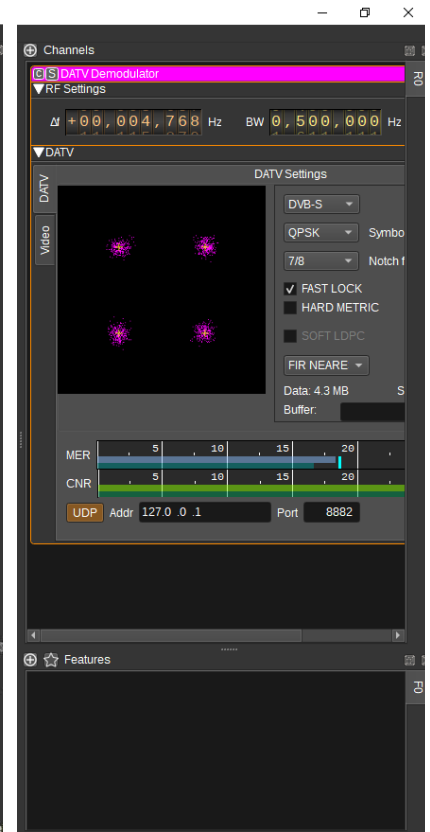 Channels
C S DATV Demodulator
R0
RF Settings
Δf +00,004,768 Hz BW 0,500,000 Hz
DATV
DATV
Video
DATV Settings
DVB-S
QPSK Symbo
7/8 Notch f
FAST LOCK
HARD METRIC
SOFT LDPC
FIR NEARE
Data: 4.3 MB S
Buffer:
MER 5 10 15 20
CNR 5 10 15 20
UDP Addr 127.0 .0 .1 Port 8882
Features
F0